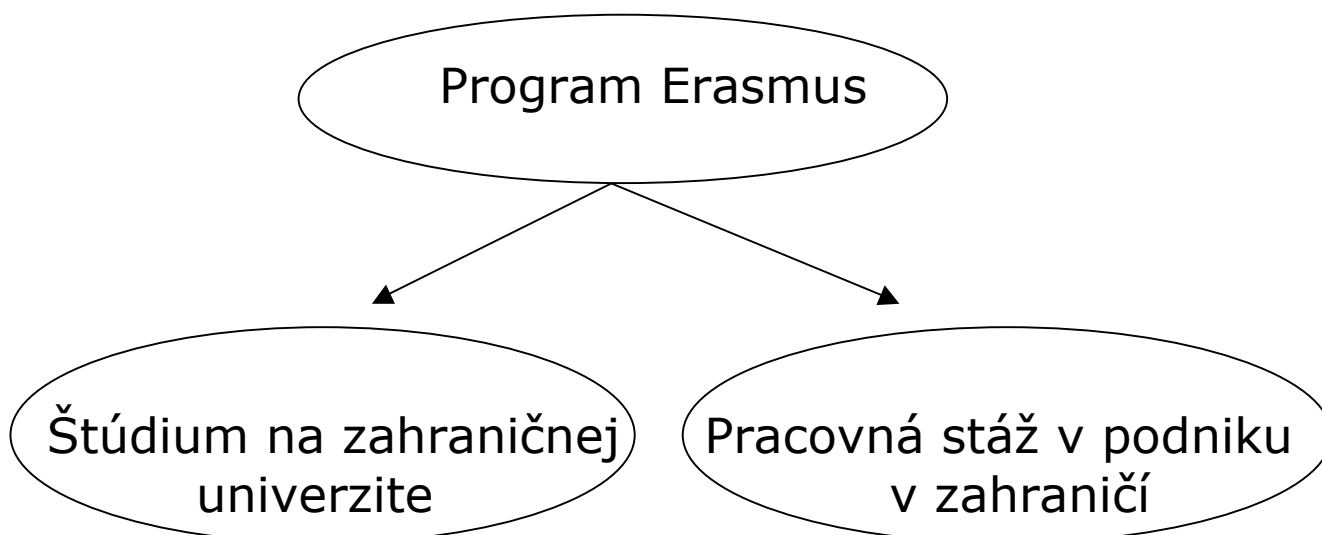 Program Erasmus
Štúdium na zahraničnej
univerzite
Pracovná stáž v podniku
v zahraničí